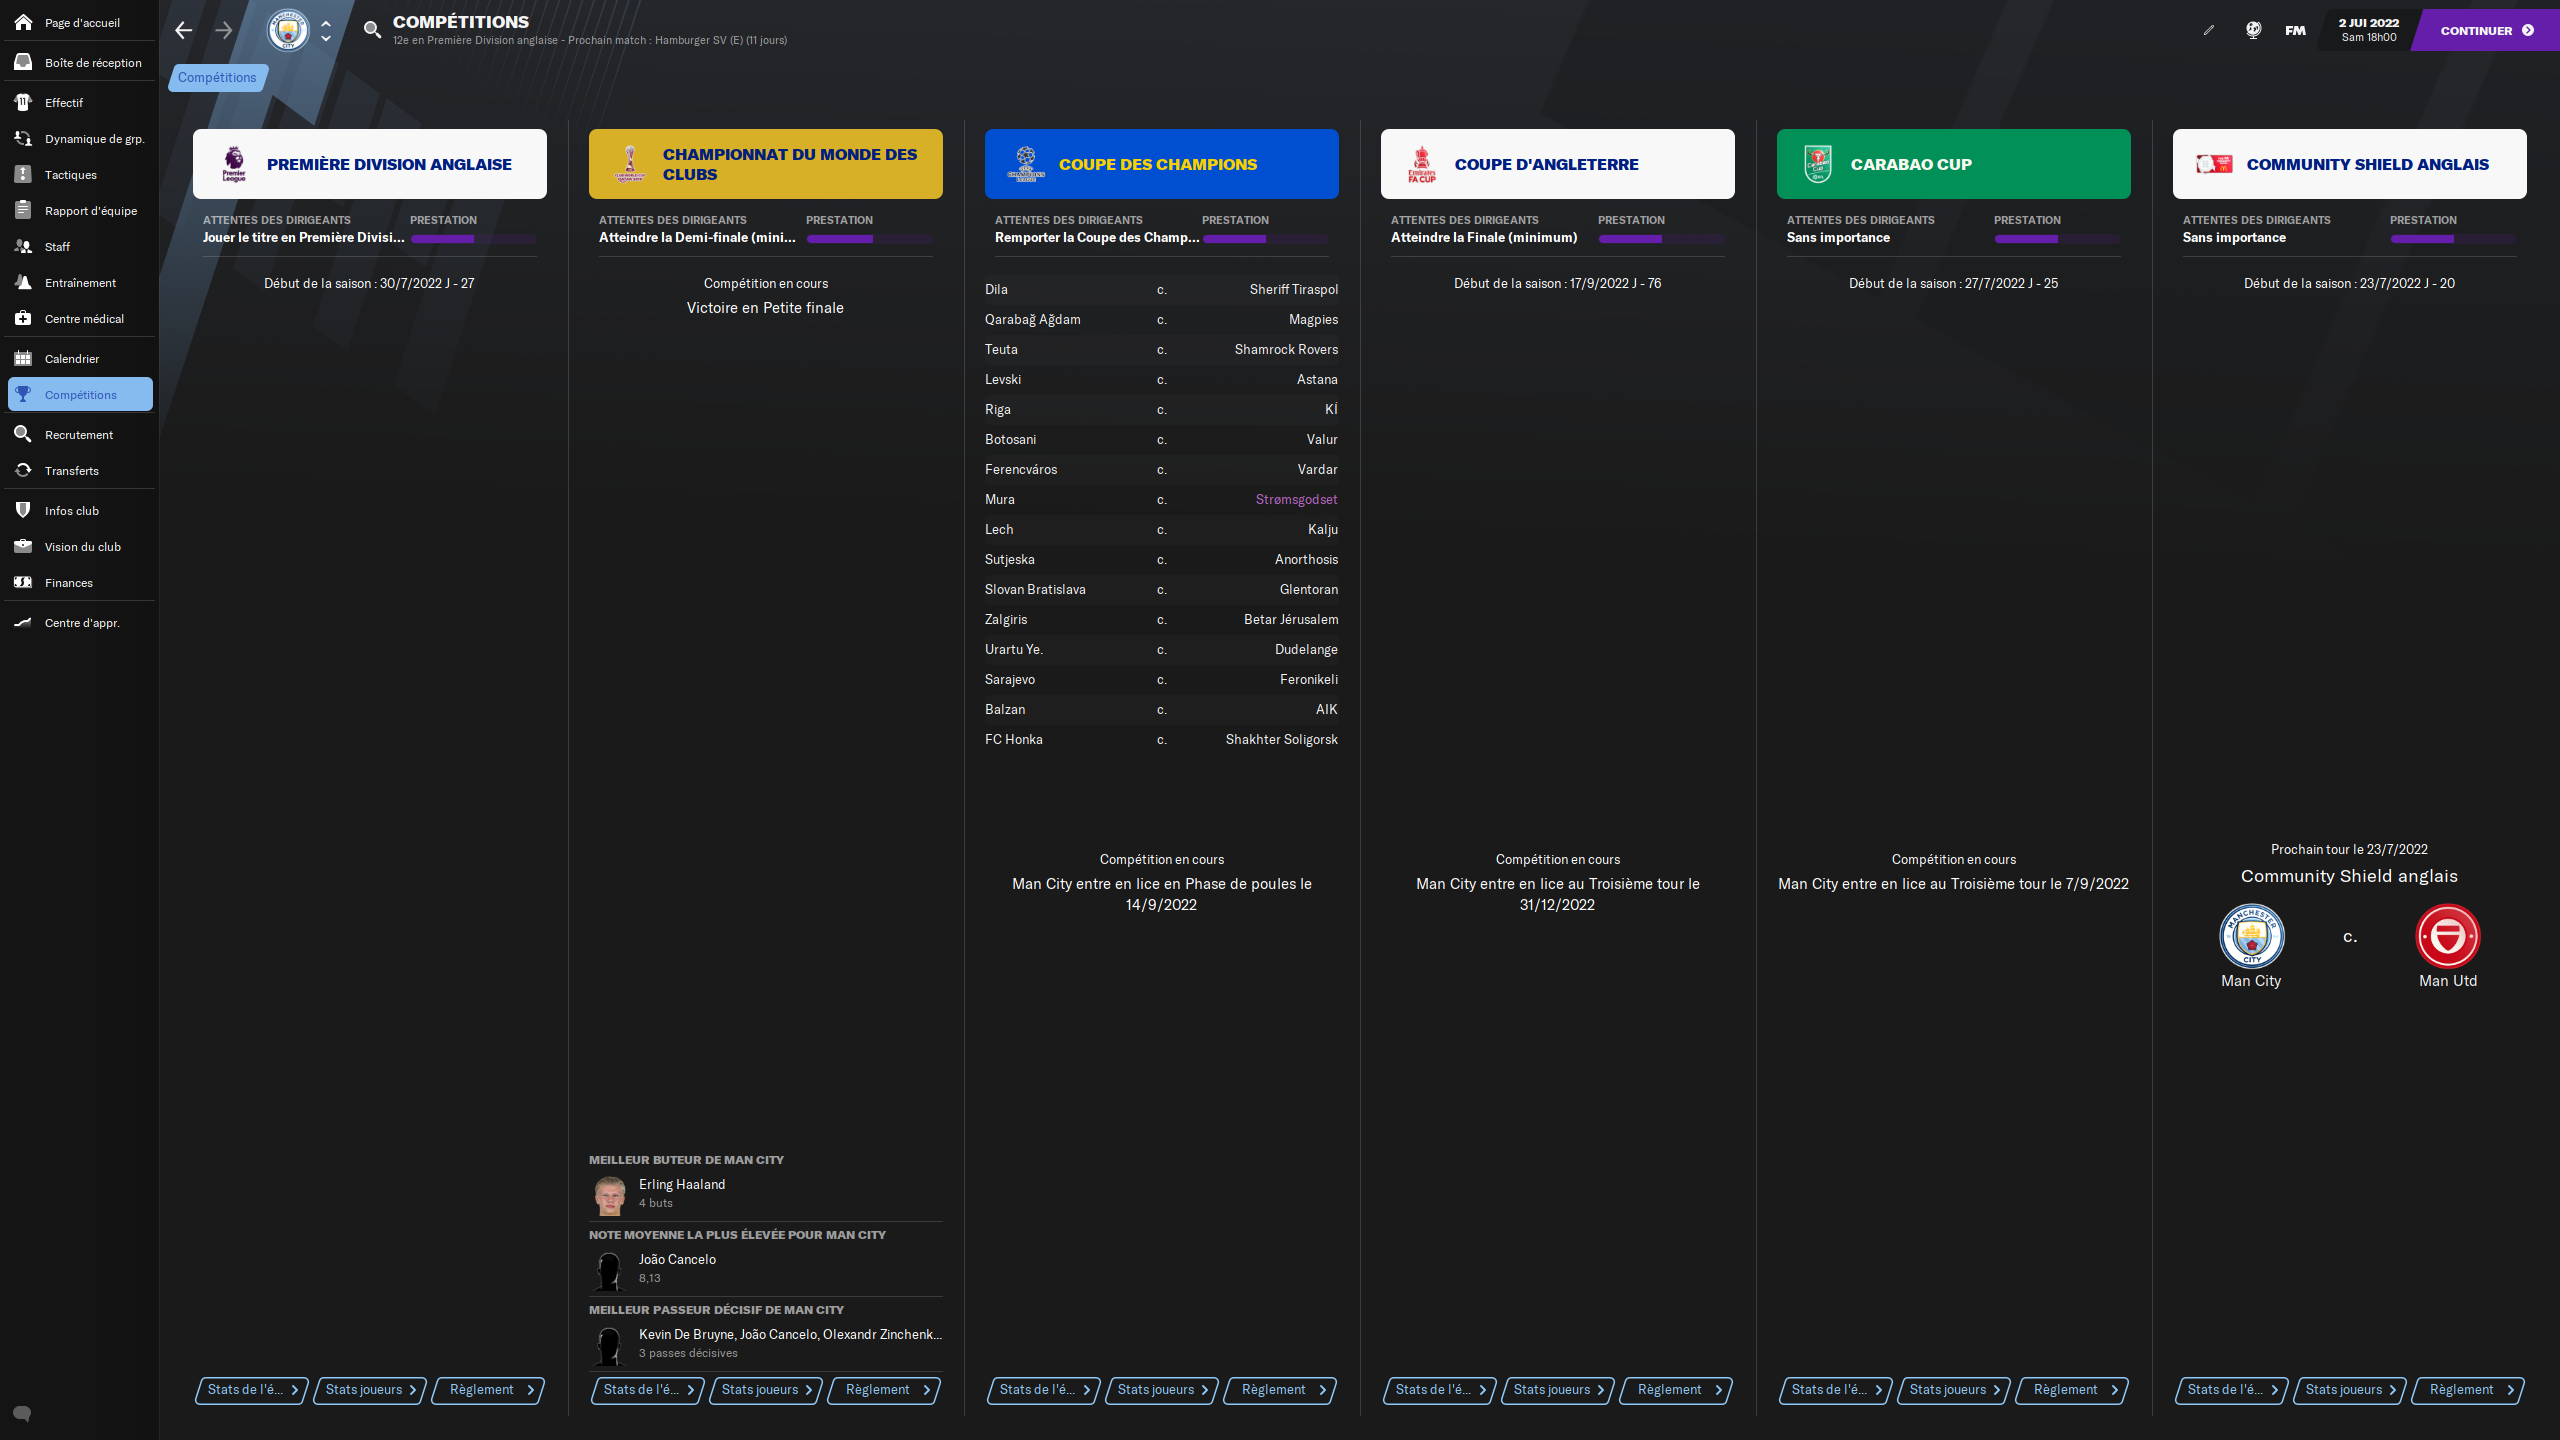 Page d'accueil
Boîte de réception
Effectif
Dynamique de grp.
Tactiques
Rapport d'équipe
Staff
Entraînement
Centre médical
Calendrier
Compétitions
Recrutement
Transferts
Infos club
Vision du club
Finances
Centre d'appr.
COMPÉTITIONS
12e en Première Division anglaise - Prochain match : Hamburger SV (E) (11 jours)
FM
2 JUI 2022
Sam 18h00
CONTINUER
Compétitions
PREMIÈRE DIVISION ANGLAISE
ATTENTES DES DIRIGEANTS PRESTATION
Jouer le titre en Première Divisi...
Début de la saison : 30/7/2022 J - 27
Stats de l'é... Stats joueurs Règlement
CHAMPIONNAT DU MONDE DES
CLUBS
ATTENTES DES DIRIGEANTS PRESTATION
Atteindre la Demi-finale (mini...
Compétition en cours
Victoire en Petite finale
MEILLEUR BUTEUR DE MAN CITY
Erling Haaland
4 buts
NOTE MOYENNE LA PLUS ÉLEVÉE POUR MAN CITY
João Cancelo
8,13
MEILLEUR PASSEUR DÉCISIF DE MAN CITY
Kevin De Bruyne, João Cancelo, Olexandr Zinchenk...
3 passes décisives
Stats de l'é... Stats joueurs Règlement
COUPE DES CHAMPIONS
ATTENTES DES DIRIGEANTS PRESTATION
Remporter la Coupe des Champ...
Dila c. Sheriff Tiraspol
Qarabağ Ağdam c. Magpies
Teuta c. Shamrock Rovers
Levski c. Astana
Riga c. KÍ
Botosani c. Valur
Ferencváros c. Vardar
Mura c. Strømsgodset
Lech c. Kalju
Sutjeska c. Anorthosis
Slovan Bratislava c. Glentoran
Zalgiris c. Betar Jérusalem
Urartu Ye. c. Dudelange
Sarajevo c. Feronikeli
Balzan c. AIK
FC Honka c. Shakhter Soligorsk
Compétition en cours
Man City entre en lice en Phase de poules le
14/9/2022
Stats de l'é... Stats joueurs Règlement
COUPE D'ANGLETERRE
ATTENTES DES DIRIGEANTS PRESTATION
Atteindre la Finale (minimum)
Début de la saison : 17/9/2022 J - 76
Compétition en cours
Man City entre en lice au Troisième tour le
31/12/2022
Stats de l'é... Stats joueurs Règlement
CARABAO CUP
ATTENTES DES DIRIGEANTS PRESTATION
Sans importance
Début de la saison : 27/7/2022 J - 25
Compétition en cours
Man City entre en lice au Troisième tour le 7/9/2022
Stats de l'é... Stats joueurs Règlement
COMMUNITY SHIELD ANGLAIS
ATTENTES DES DIRIGEANTS PRESTATION
Sans importance
Début de la saison : 23/7/2022 J - 20
Prochain tour le 23/7/2022
Community Shield anglais
c.
Man City Man Utd
Stats de l'é... Stats joueurs Règlement